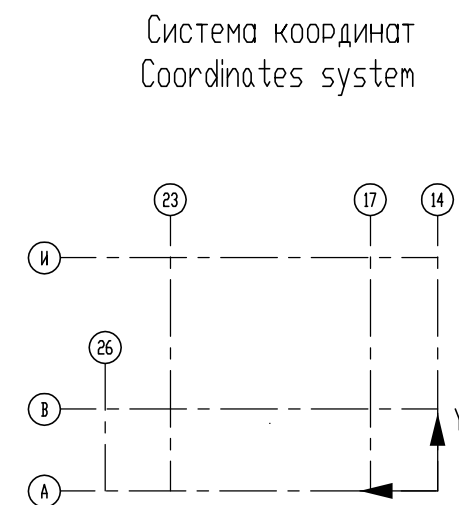 Система координат
Coordinates system
23 17 14
И
26
В
Y
А